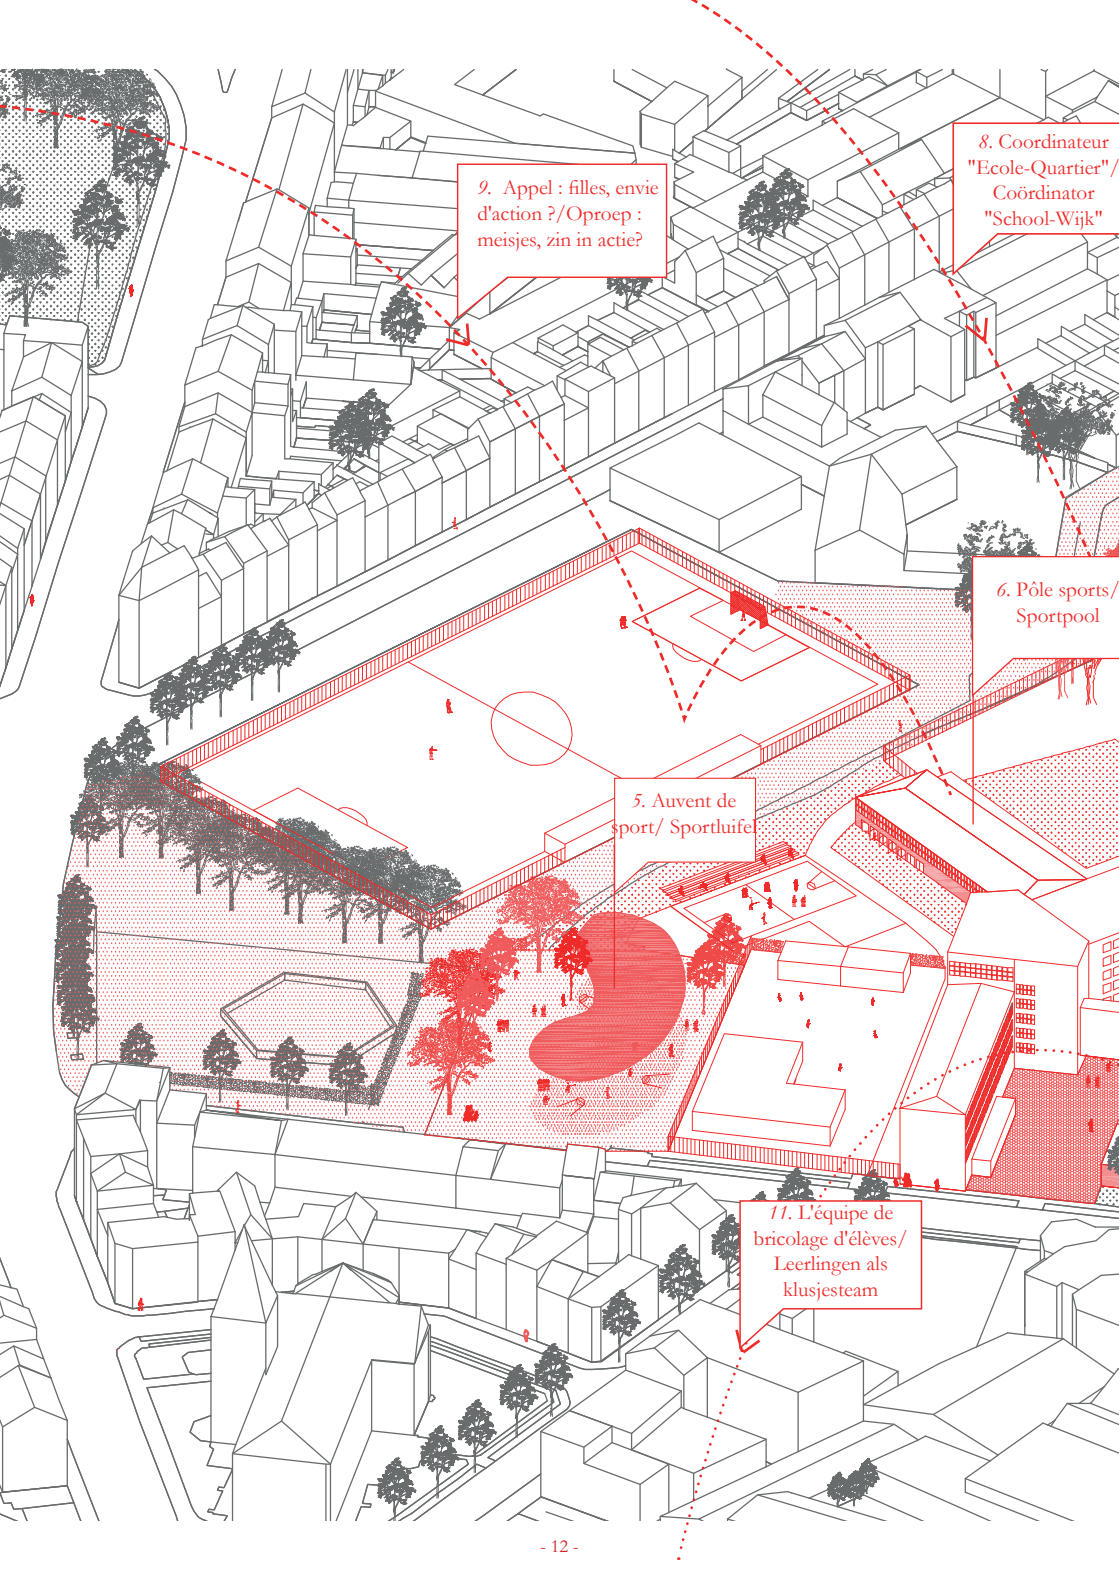 8. Coordinateur
"Ecole-Quartier"/
Coördinator
"School-Wijk"
9. Appel : filles, envie
d'action ?/Oproep :
meisjes, zin in actie?
6. Pôle sports/
Sportpool
5. Auvent de
sport/ Sportluifel
11. L'équipe de
bricolage d'élèves/
Leerlingen als
klusjesteam
- 12 -